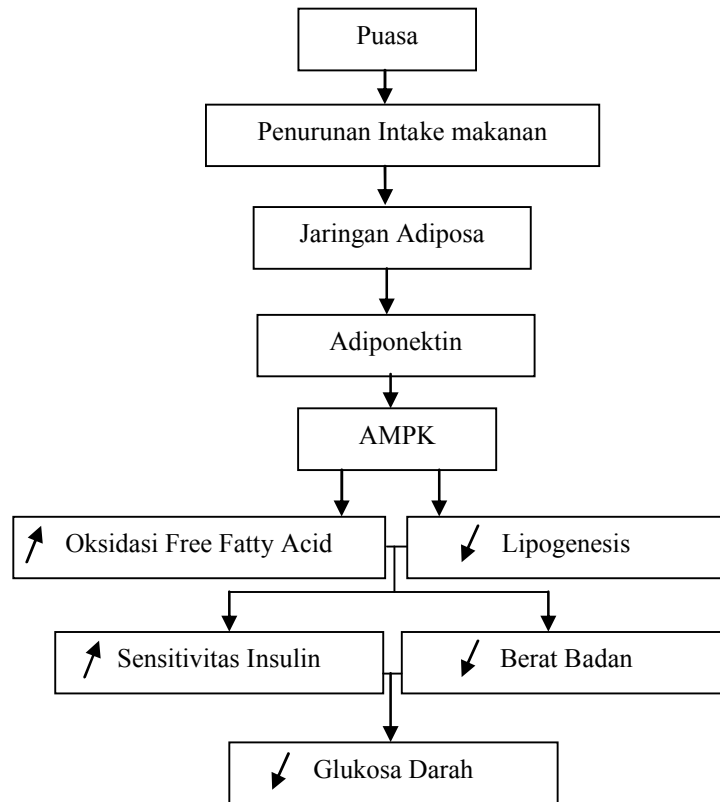 Puasa
Penurunan Intake makanan
Jaringan Adiposa
Adiponektin
AMPK
Oksidasi Free Fatty Acid
Lipogenesis
Sensitivitas Insulin
Berat Badan
Glukosa Darah